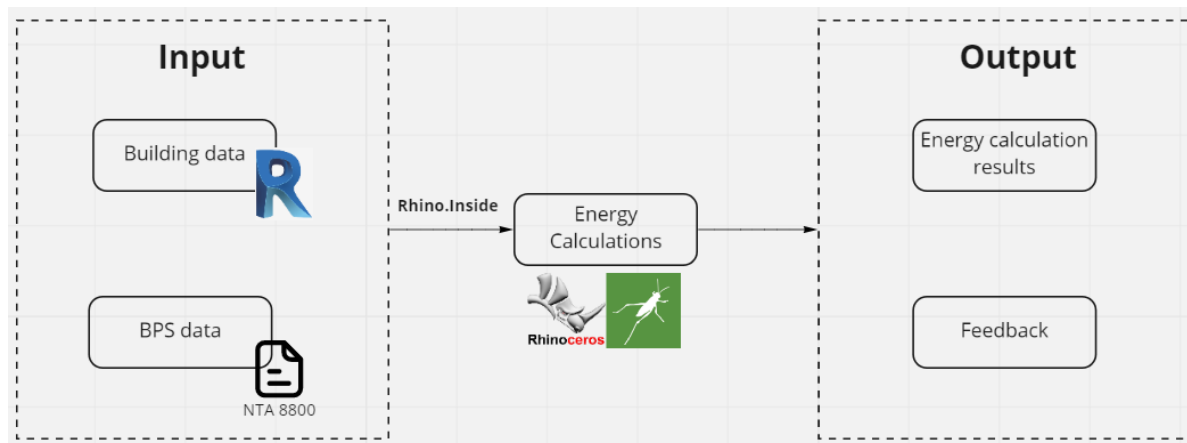 Input
Building data
R
BPS data
NTA 8800
Rhino.Inside
Energy
Calculations
Rhinoceros
Output
Energy calculation
results
Feedback